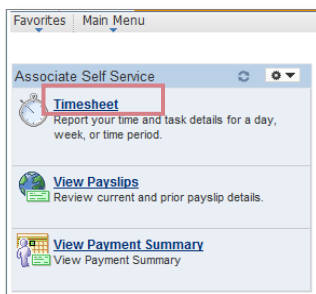 Favorites Main Menu
Associate Self Service
Timesheet
Report your time and task details for a day,
week, or time period.
View Payslips
Review current and prior payslip details.
View Payment Summary
View Payment Summary